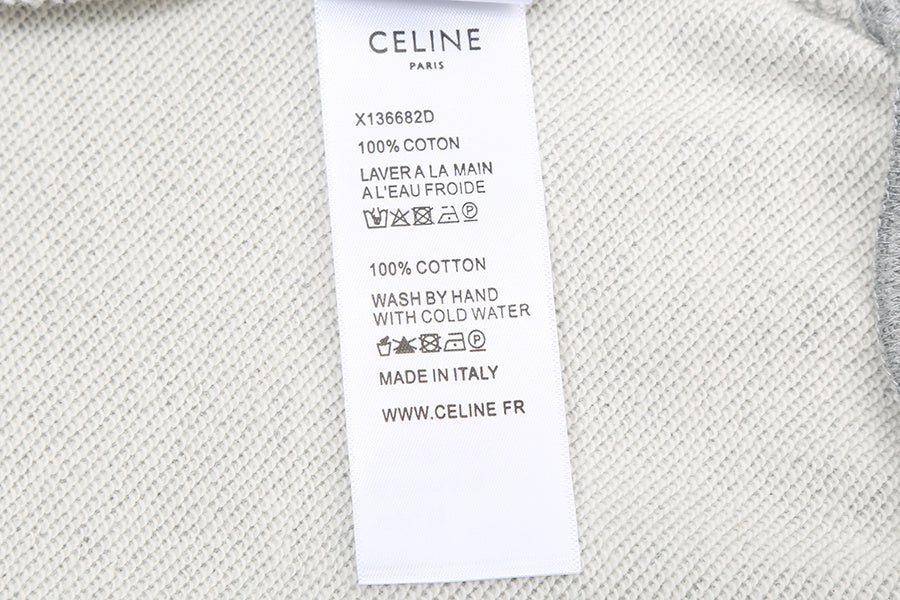 CELINE
PARIS
X136682D
100% COTON
LAVER A LA MAIN
A L'EAU FROIDE
100% COTTON
WASH BY HAND
WITH COLD WATER
MADE IN ITALY
WWW.CELINE FR